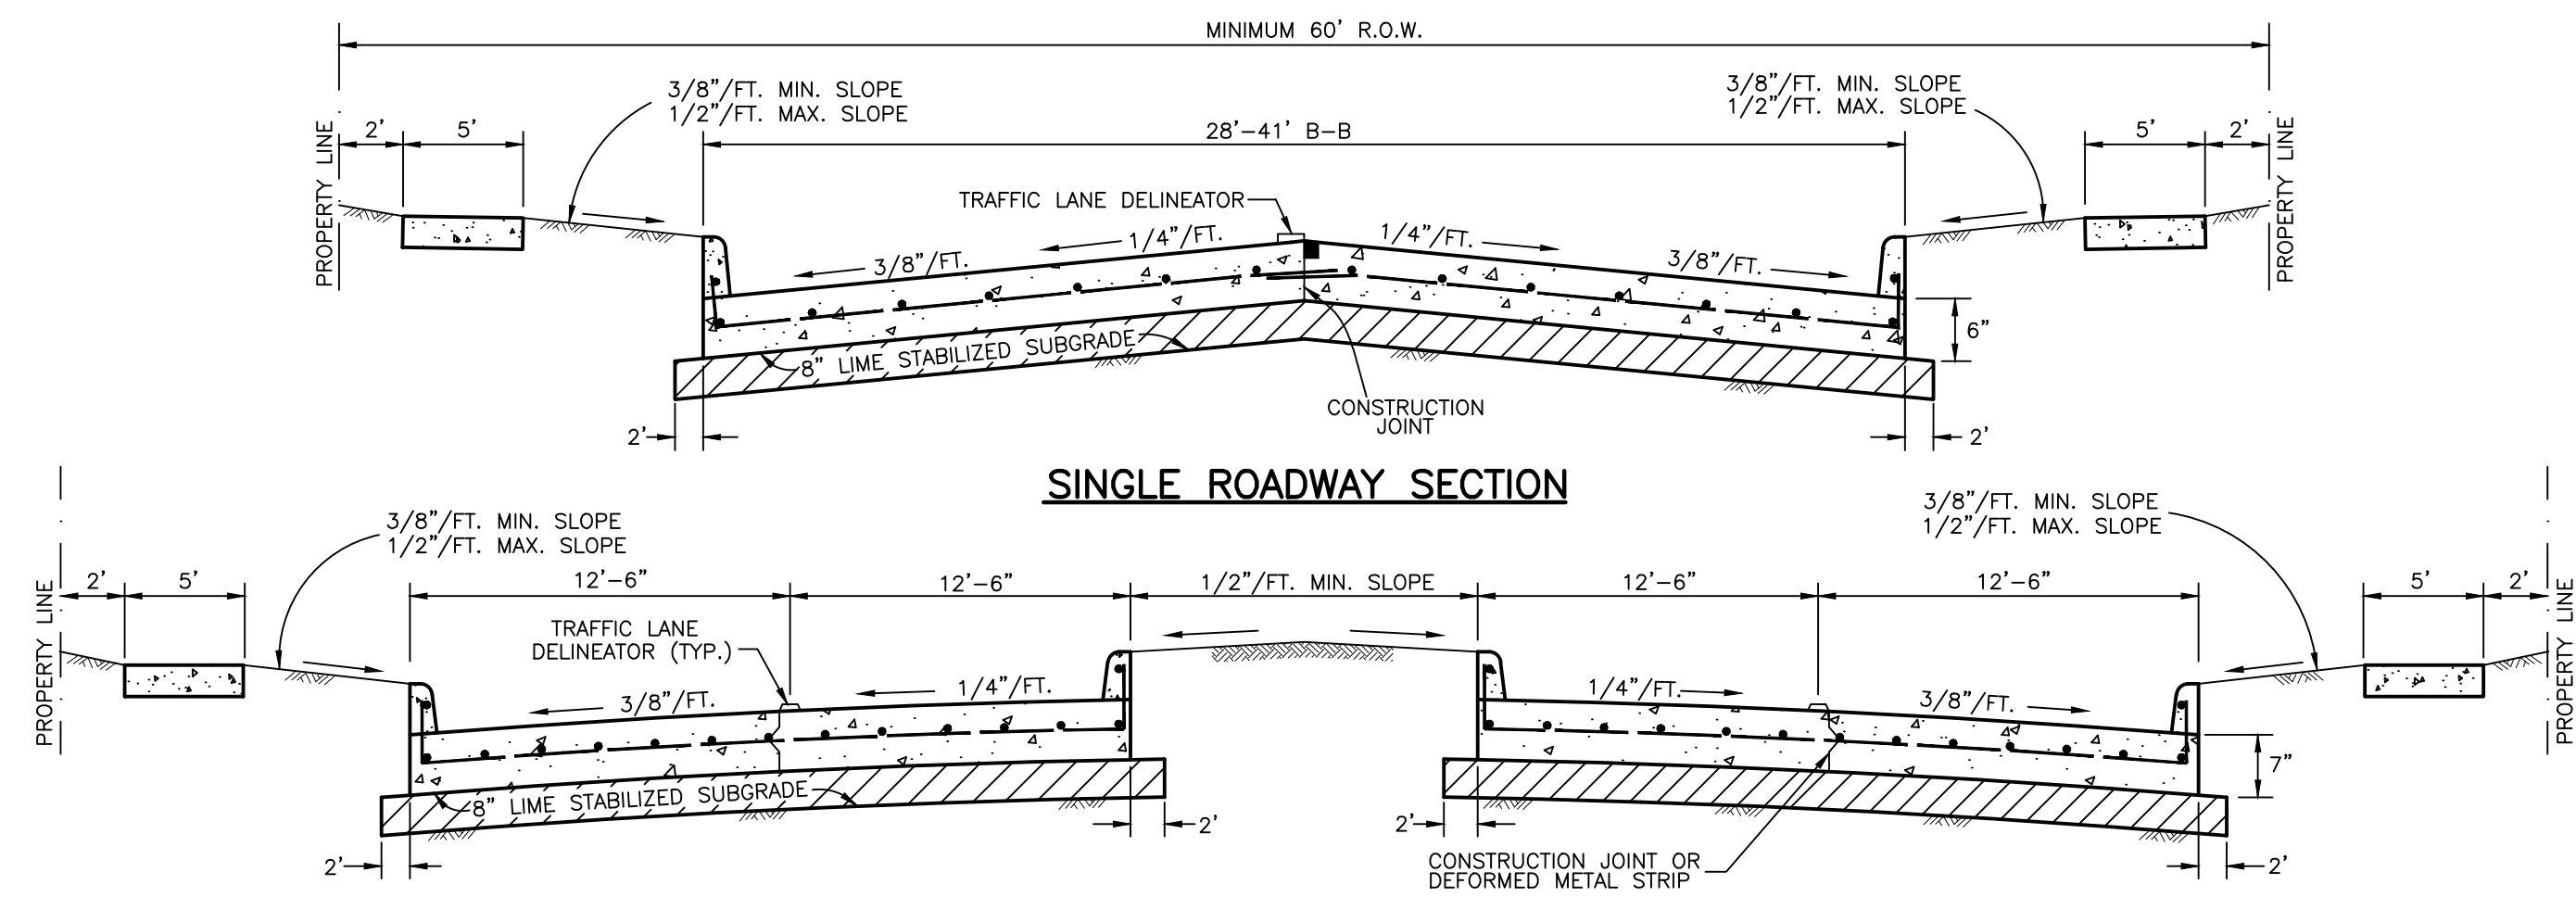 MINIMUM 60' R.O.W.
3/8"/FT. MIN. SLOPE
1/2"/FT. MAX. SLOPE
3/8"/FT. MIN. SLOPE
1/2"/FT. MAX. SLOPE
PROPERTY LINE
2'
5'
28'-41' B-B
5'
2'
PROPERTY LINE
TRAFFIC LANE DELINEATOR
3/8"/FT.
1/4"/FT.
1/4"/FT.
3/8"/FT.
6"
8" LIME STABILIZED SUBGRADE
CONSTRUCTION
JOINT
2'
2'
SINGLE ROADWAY SECTION
3/8"/FT. MIN. SLOPE
1/2"/FT. MAX. SLOPE
3/8"/FT. MIN. SLOPE
1/2"/FT. MAX. SLOPE
PROPERTY LINE
2'
5'
12'-6"
12'-6"
1/2"/FT. MIN. SLOPE
12'-6"
12'-6"
5'
2'
PROPERTY LINE
TRAFFIC LANE
DELINEATOR (TYP.)
3/8"/FT.
1/4"/FT.
1/4"/FT.
3/8"/FT.
7"
8" LIME STABILIZED SUBGRADE
2'
2'
2'
2'
CONSTRUCTION JOINT OR
DEFORMED METAL STRIP